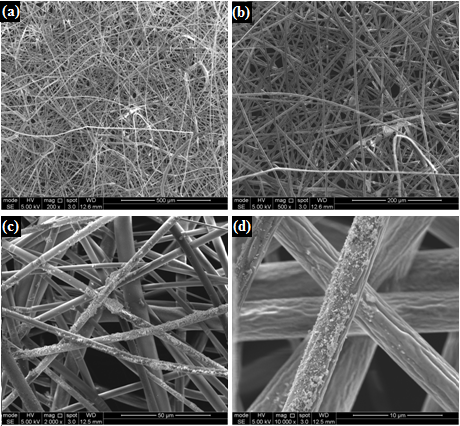 (a)
mode HV mag □ spot WD 500 µm
SE 5.00 kV 200 x 3.0 12.6 mm
(b)
mode HV mag □ spot WD 200 µm
SE 5.00 kV 500 x 3.0 12.6 mm
(c)
mode HV mag □ spot WD 50 µm
SE 5.00 kV 2 000 x 3.0 12.5 mm
(d)
mode HV mag □ spot WD 10 µm
SE 5.00 kV 10 000 x 3.0 12.5 mm